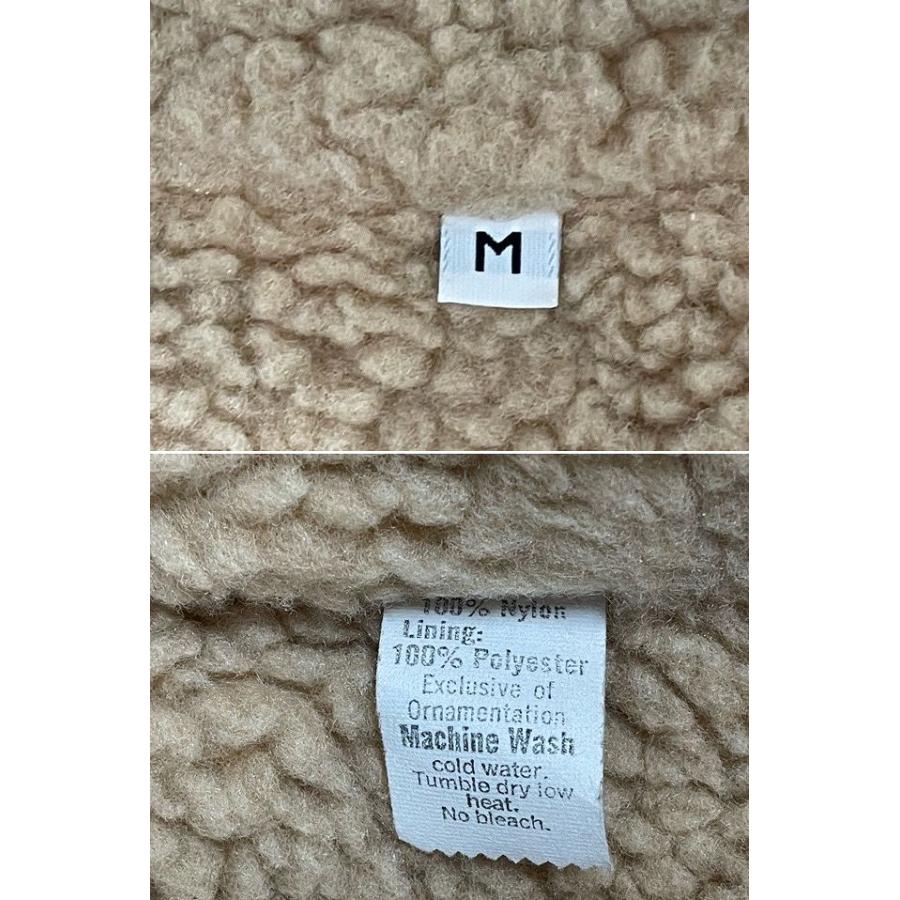 M
100% Nylon
Lining:
100% Polyester
Exclusive of
Ornamentation
Machine Wash
cold water.
Tumble dry low
heat.
No bleach.